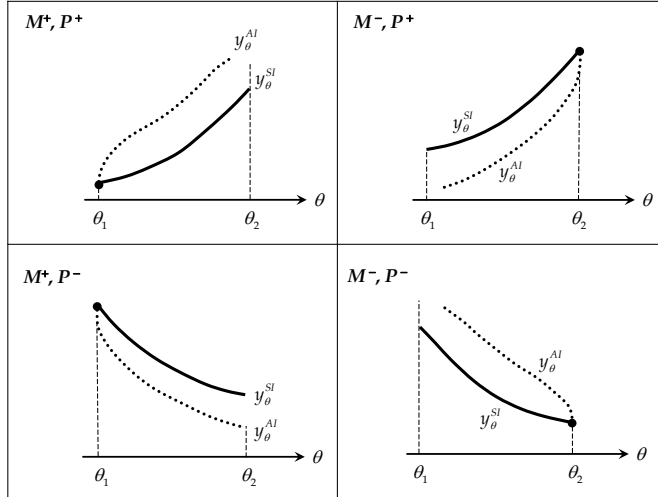 M⁺, P⁺
y_θ^{AI}
y_θ^{SI}
θ₁
θ₂
θ
M⁻, P⁺
y_θ^{SI}
y_θ^{AI}
θ₁
θ₂
θ
M⁺, P⁻
y_θ^{SI}
y_θ^{AI}
θ₁
θ₂
θ
M⁻, P⁻
y_θ^{AI}
y_θ^{SI}
θ₁
θ₂
θ